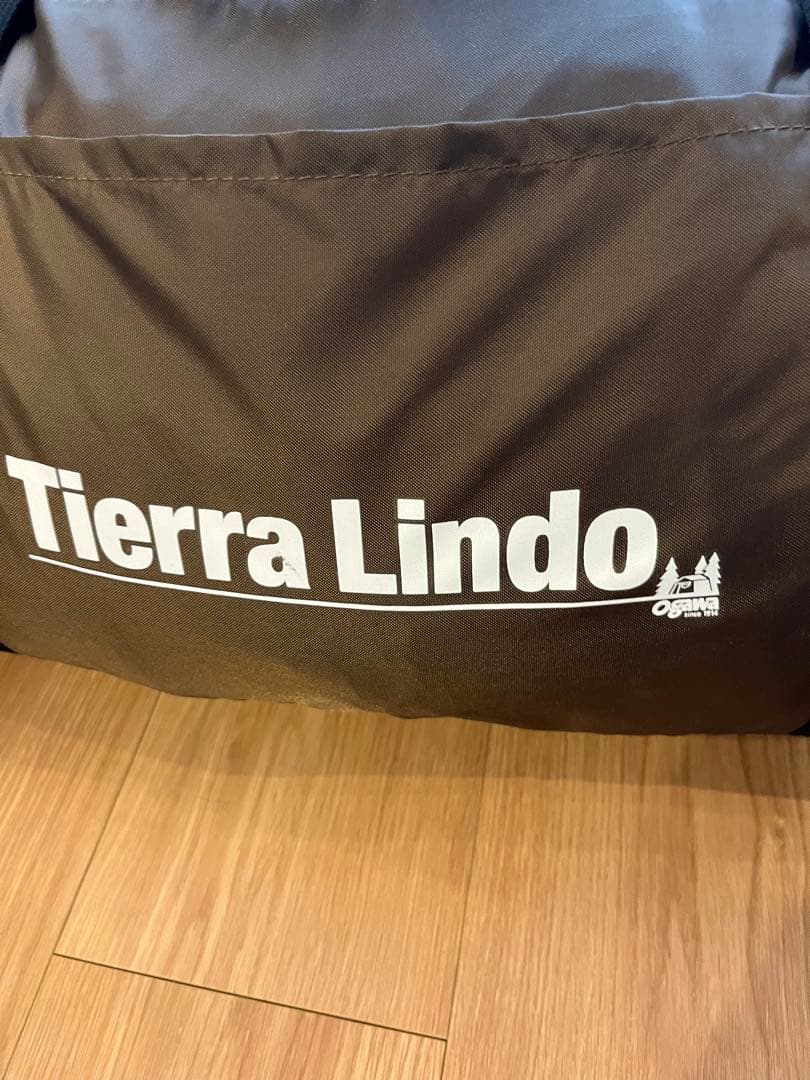 Tierra Lindo
Ogawa
since 1914